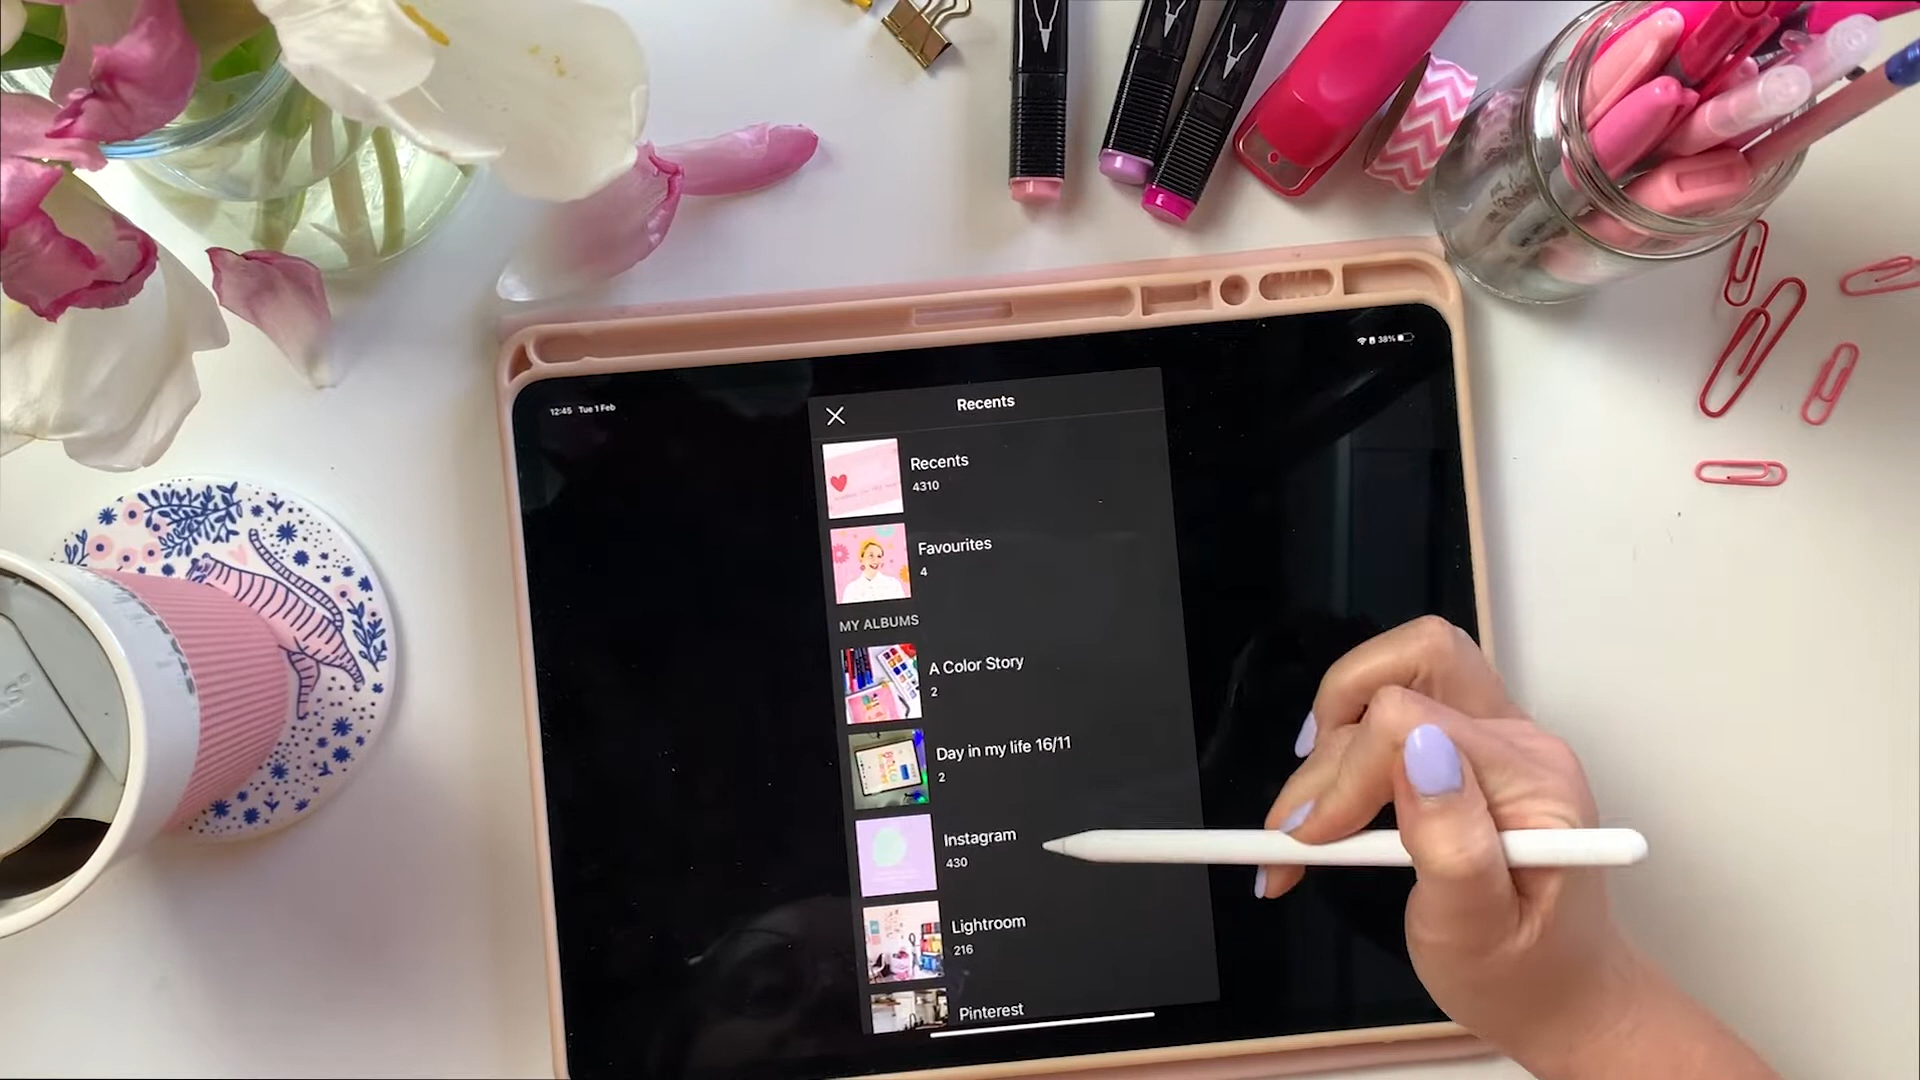 12:45 Tue 1 Feb
38%
Recents
Recents
4310
Favourites
4
MY ALBUMS
A Color Story
2
Day in my life 16/11
2
Instagram
430
Lightroom
216
Pinterest